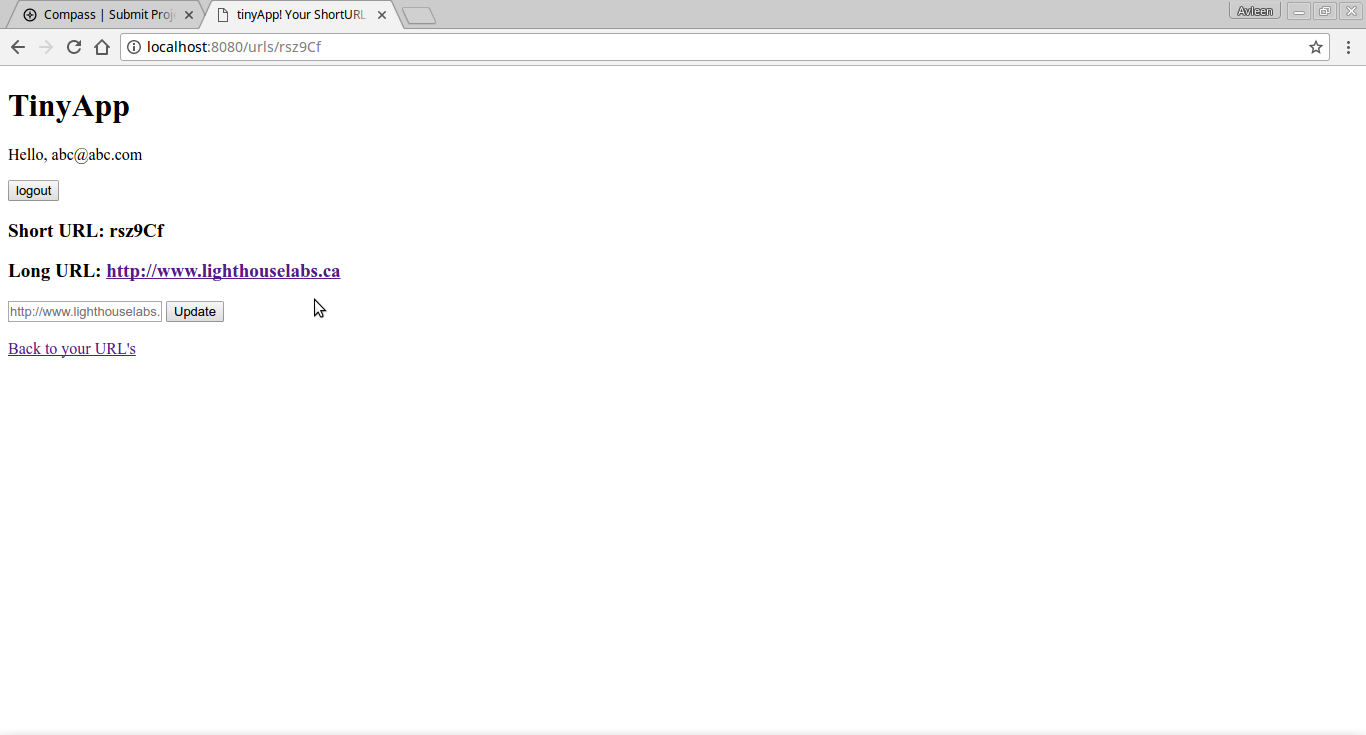 Compass | Submit Proj
tinyApp! Your ShortURL
Avleen
localhost:8080/urls/rsz9Cf
TinyApp
Hello, abc@abc.com
logout
Short URL: rsz9Cf
Long URL: http://www.lighthouselabs.ca
http://www.lighthouselabs. Update
Back to your URL's